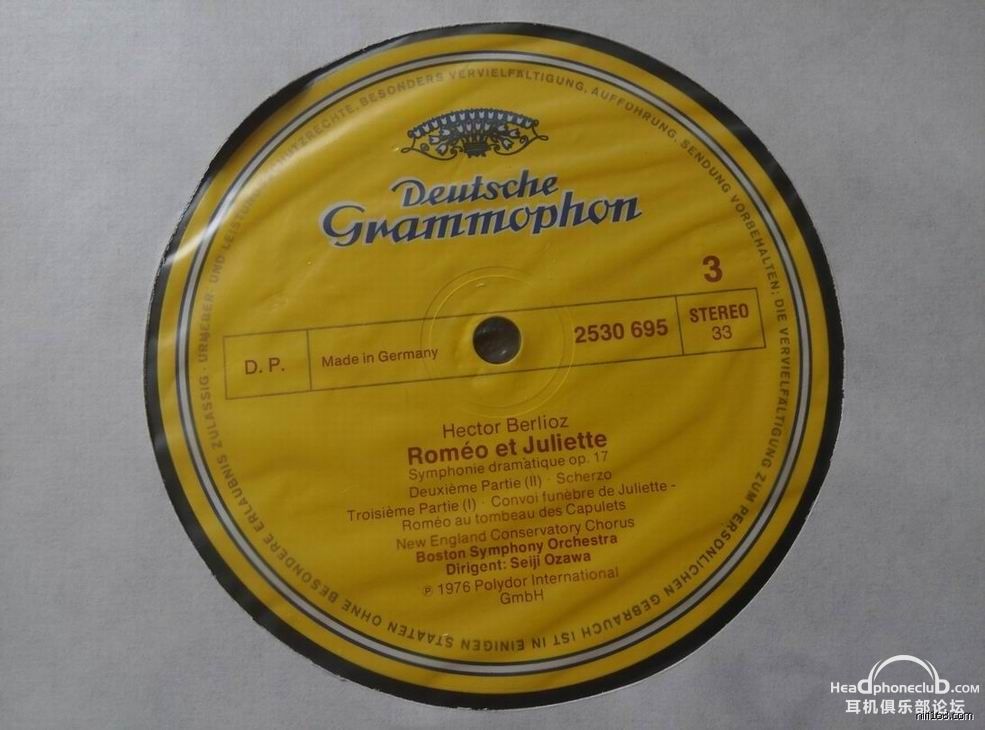 Deutsche
Grammophon
3
D. P.
Made in Germany
2530 695
STEREO
33
Hector Berlioz
Roméo et Juliette
Symphonie dramatique op. 17
Deuxième Partie (II) · Scherzo
Troisième Partie (I) · Convoi funèbre de Juliette -
Roméo au tombeau des Capulets
New England Conservatory Chorus
Boston Symphony Orchestra
Dirigent: Seiji Ozawa
℗ 1976 Polydor International
GmbH
URHEBER- UND LEISTUNGSSCHUTZRECHTE, BESONDERS VERVIELFÄLTIGUNG, AUFFÜHRUNG, SENDUNG VORBEHALTEN; DIE VERVIELFÄLTIGUNG ZUM PERSÖNLICHEN GEBRAUCH IST IN EINIGEN STAATEN OHNE BESONDERE ERLAUBNIS ZULÄSSIG ·
Headphoneclub.com
耳机俱乐部论坛